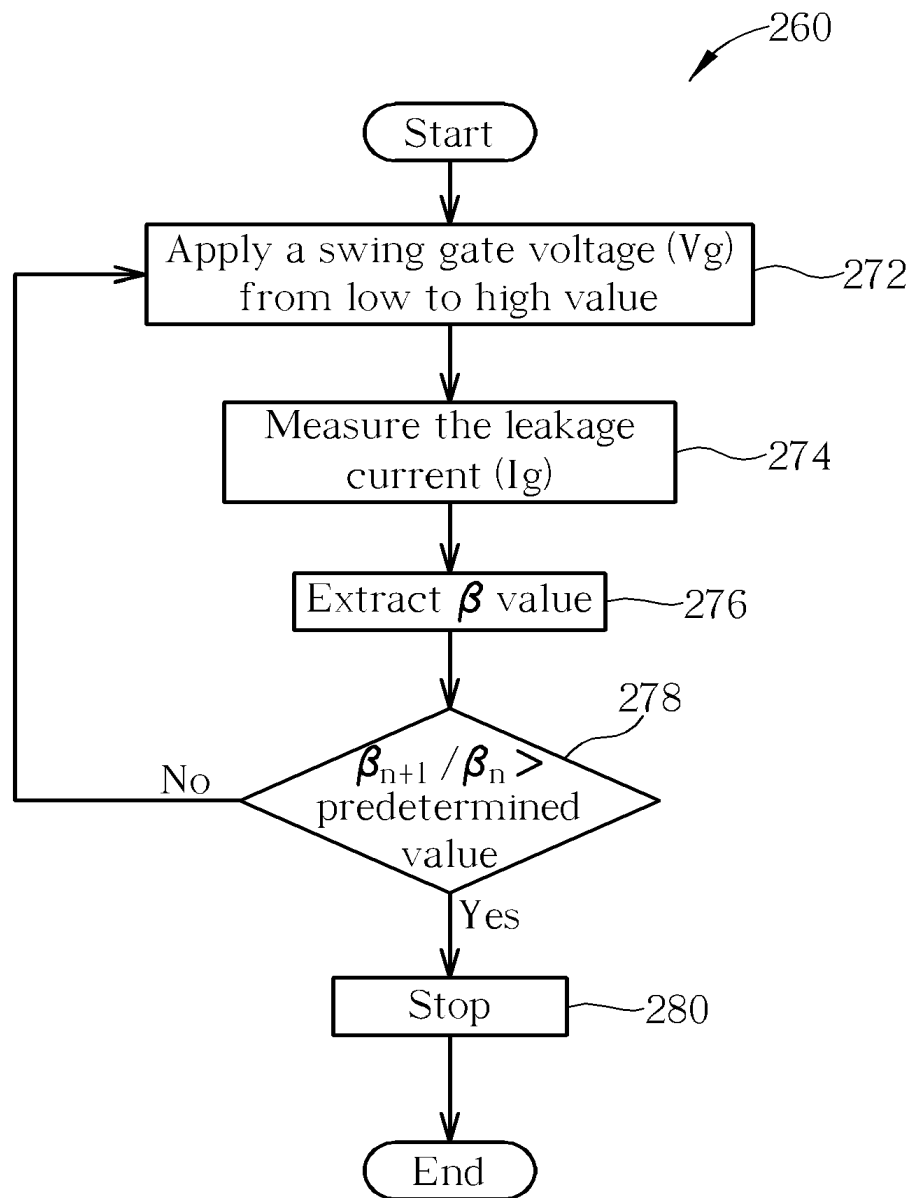 260
Start
Apply a swing gate voltage (Vg)
from low to high value
272
Measure the leakage
current (Ig)
274
Extract β value
276
278
βn+1 / βn >
predetermined
value
No
Yes
Stop
280
End